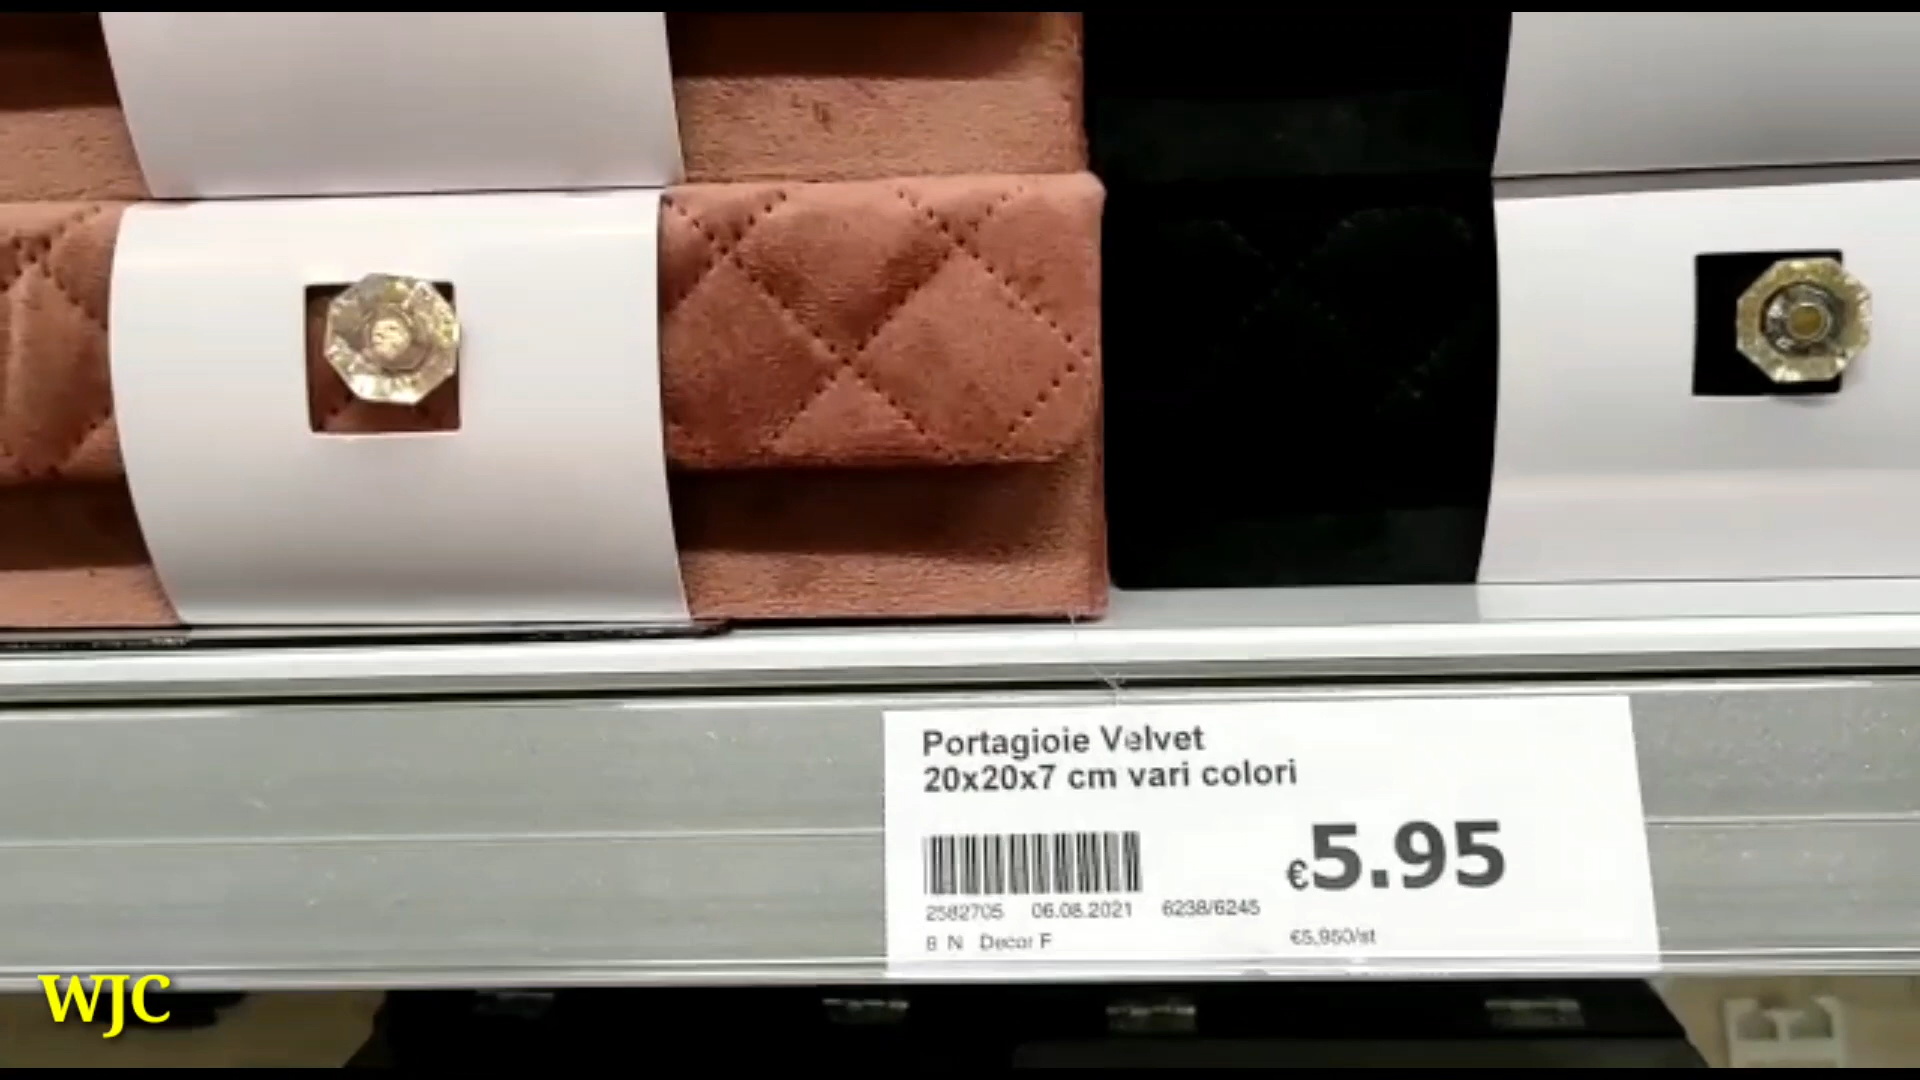 Portagioie Velvet
20x20x7 cm vari colori
€5.95
2582705 06.08.2021 6238/6245
8 N Decor F
€5,950/st
WJC